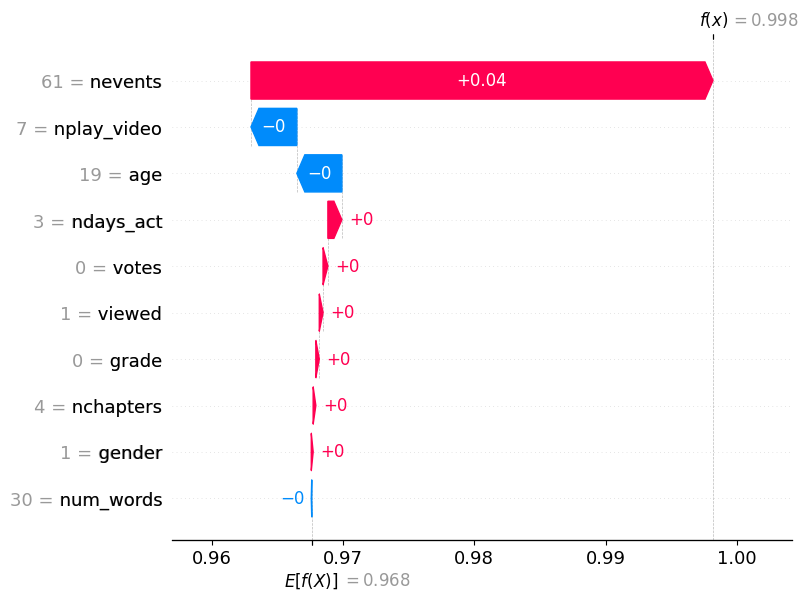 f(x) = 0.998
61 = nevents
+0.04
7 = nplay_video
−0
19 = age
−0
3 = ndays_act
+0
0 = votes
+0
1 = viewed
+0
0 = grade
+0
4 = nchapters
+0
1 = gender
+0
30 = num_words
−0
0.96 0.97 0.98 0.99 1.00
E[f(X)] = 0.968